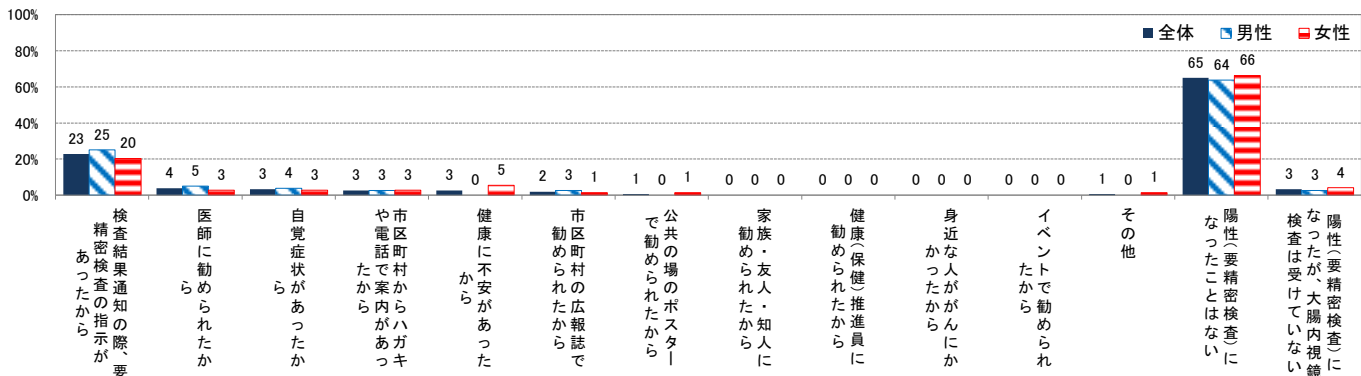 100%
80%
60%
40%
20%
0%
全体 男性 女性
23 25 20
4 5 3
3 4 3
3 3 3
3 0 5
2 3 1
1 0 1
0 0 0
0 0 0
0 0 0
0 0 0
1 0 1
65 64 66
3 3 4
検査結果通知の際、要
精密検査の指示が
あったから
医師に勧められたか
ら
自覚症状があったか
ら
市区町村からハガキ
や電話で案内があっ
たから
健康に不安があった
から
市区町村の広報誌で
勧められたから
公共の場のポスター
で勧められたから
家族・友人・知人に
勧められたから
健康(保健)推進員に
勧められたから
身近な人ががんにか
かったから
イベントで勧められ
たから
その他
陽性(要精密検査)に
なったことはない
陽性(要精密検査)に
なったが、大腸内視鏡
検査は受けていない